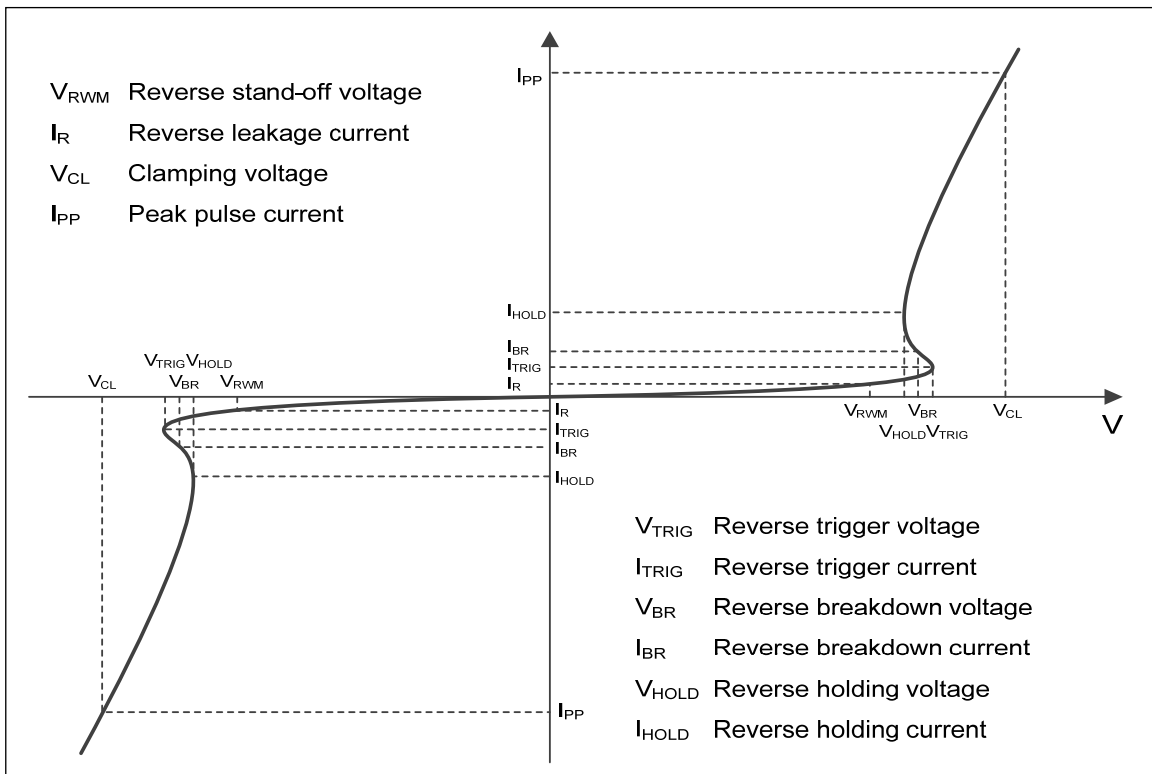 V_RWM Reverse stand-off voltage
I_R Reverse leakage current
V_CL Clamping voltage
I_PP Peak pulse current
I_PP
I_HOLD
I_BR
I_TRIG
I_R
V_TRIG V_HOLD
V_CL V_BR V_RWM
V_RWM V_BR V_CL
V_HOLD V_TRIG
V
I_R
I_TRIG
I_BR
I_HOLD
I_PP
V_TRIG Reverse trigger voltage
I_TRIG Reverse trigger current
V_BR Reverse breakdown voltage
I_BR Reverse breakdown current
V_HOLD Reverse holding voltage
I_HOLD Reverse holding current